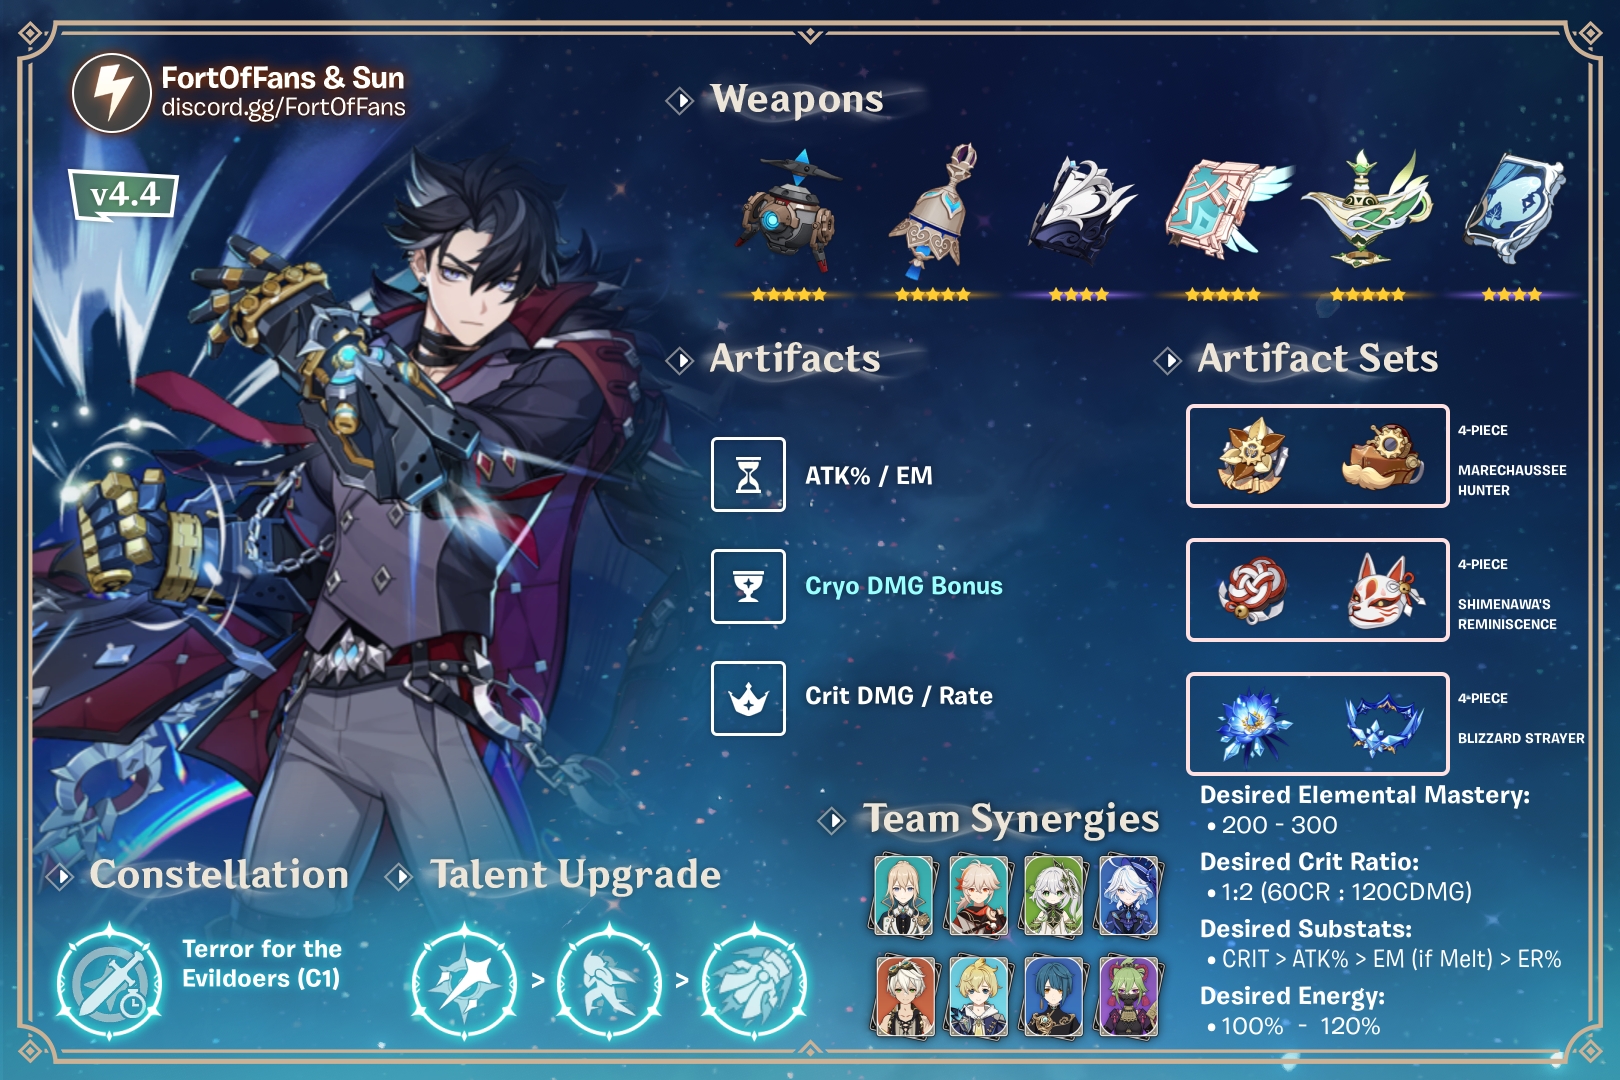 FortOfFans & Sun
discord.gg/FortOfFans
v4.4
Weapons
Artifacts
ATK% / EM
Cryo DMG Bonus
Crit DMG / Rate
Artifact Sets
4-PIECE
MARECHAUSSEE
HUNTER
4-PIECE
SHIMENAWA'S
REMINISCENCE
4-PIECE
BLIZZARD STRAYER
Constellation
Terror for the
Evildoers (C1)
Talent Upgrade
> >
Team Synergies
Desired Elemental Mastery:
• 200 - 300
Desired Crit Ratio:
• 1:2 (60CR : 120CDMG)
Desired Substats:
• CRIT > ATK% > EM (if Melt) > ER%
Desired Energy:
• 100% - 120%